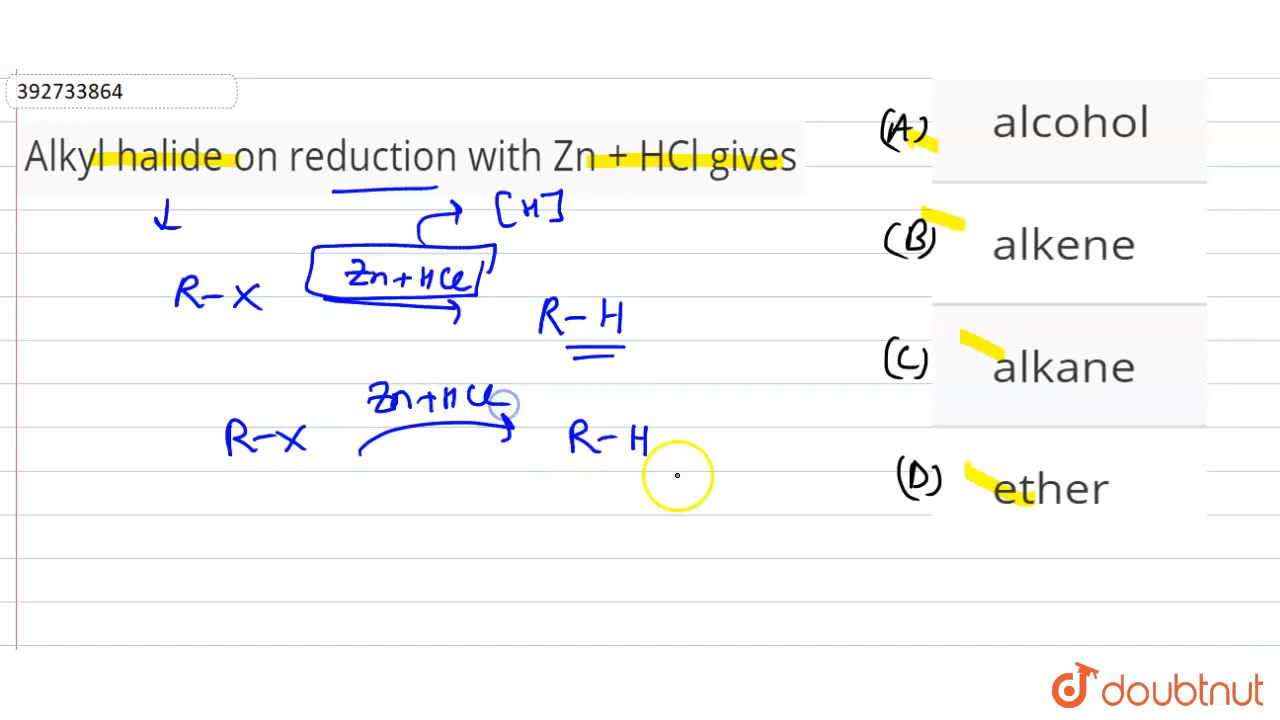 392733864
Alkyl halide on reduction with Zn + HCl gives
↓
[H]
Zn+HCl
R-X
R-H
Zn+HCl
R-X
R-H
(A) alcohol
(B) alkene
(C) alkane
(D) ether
doubtnut